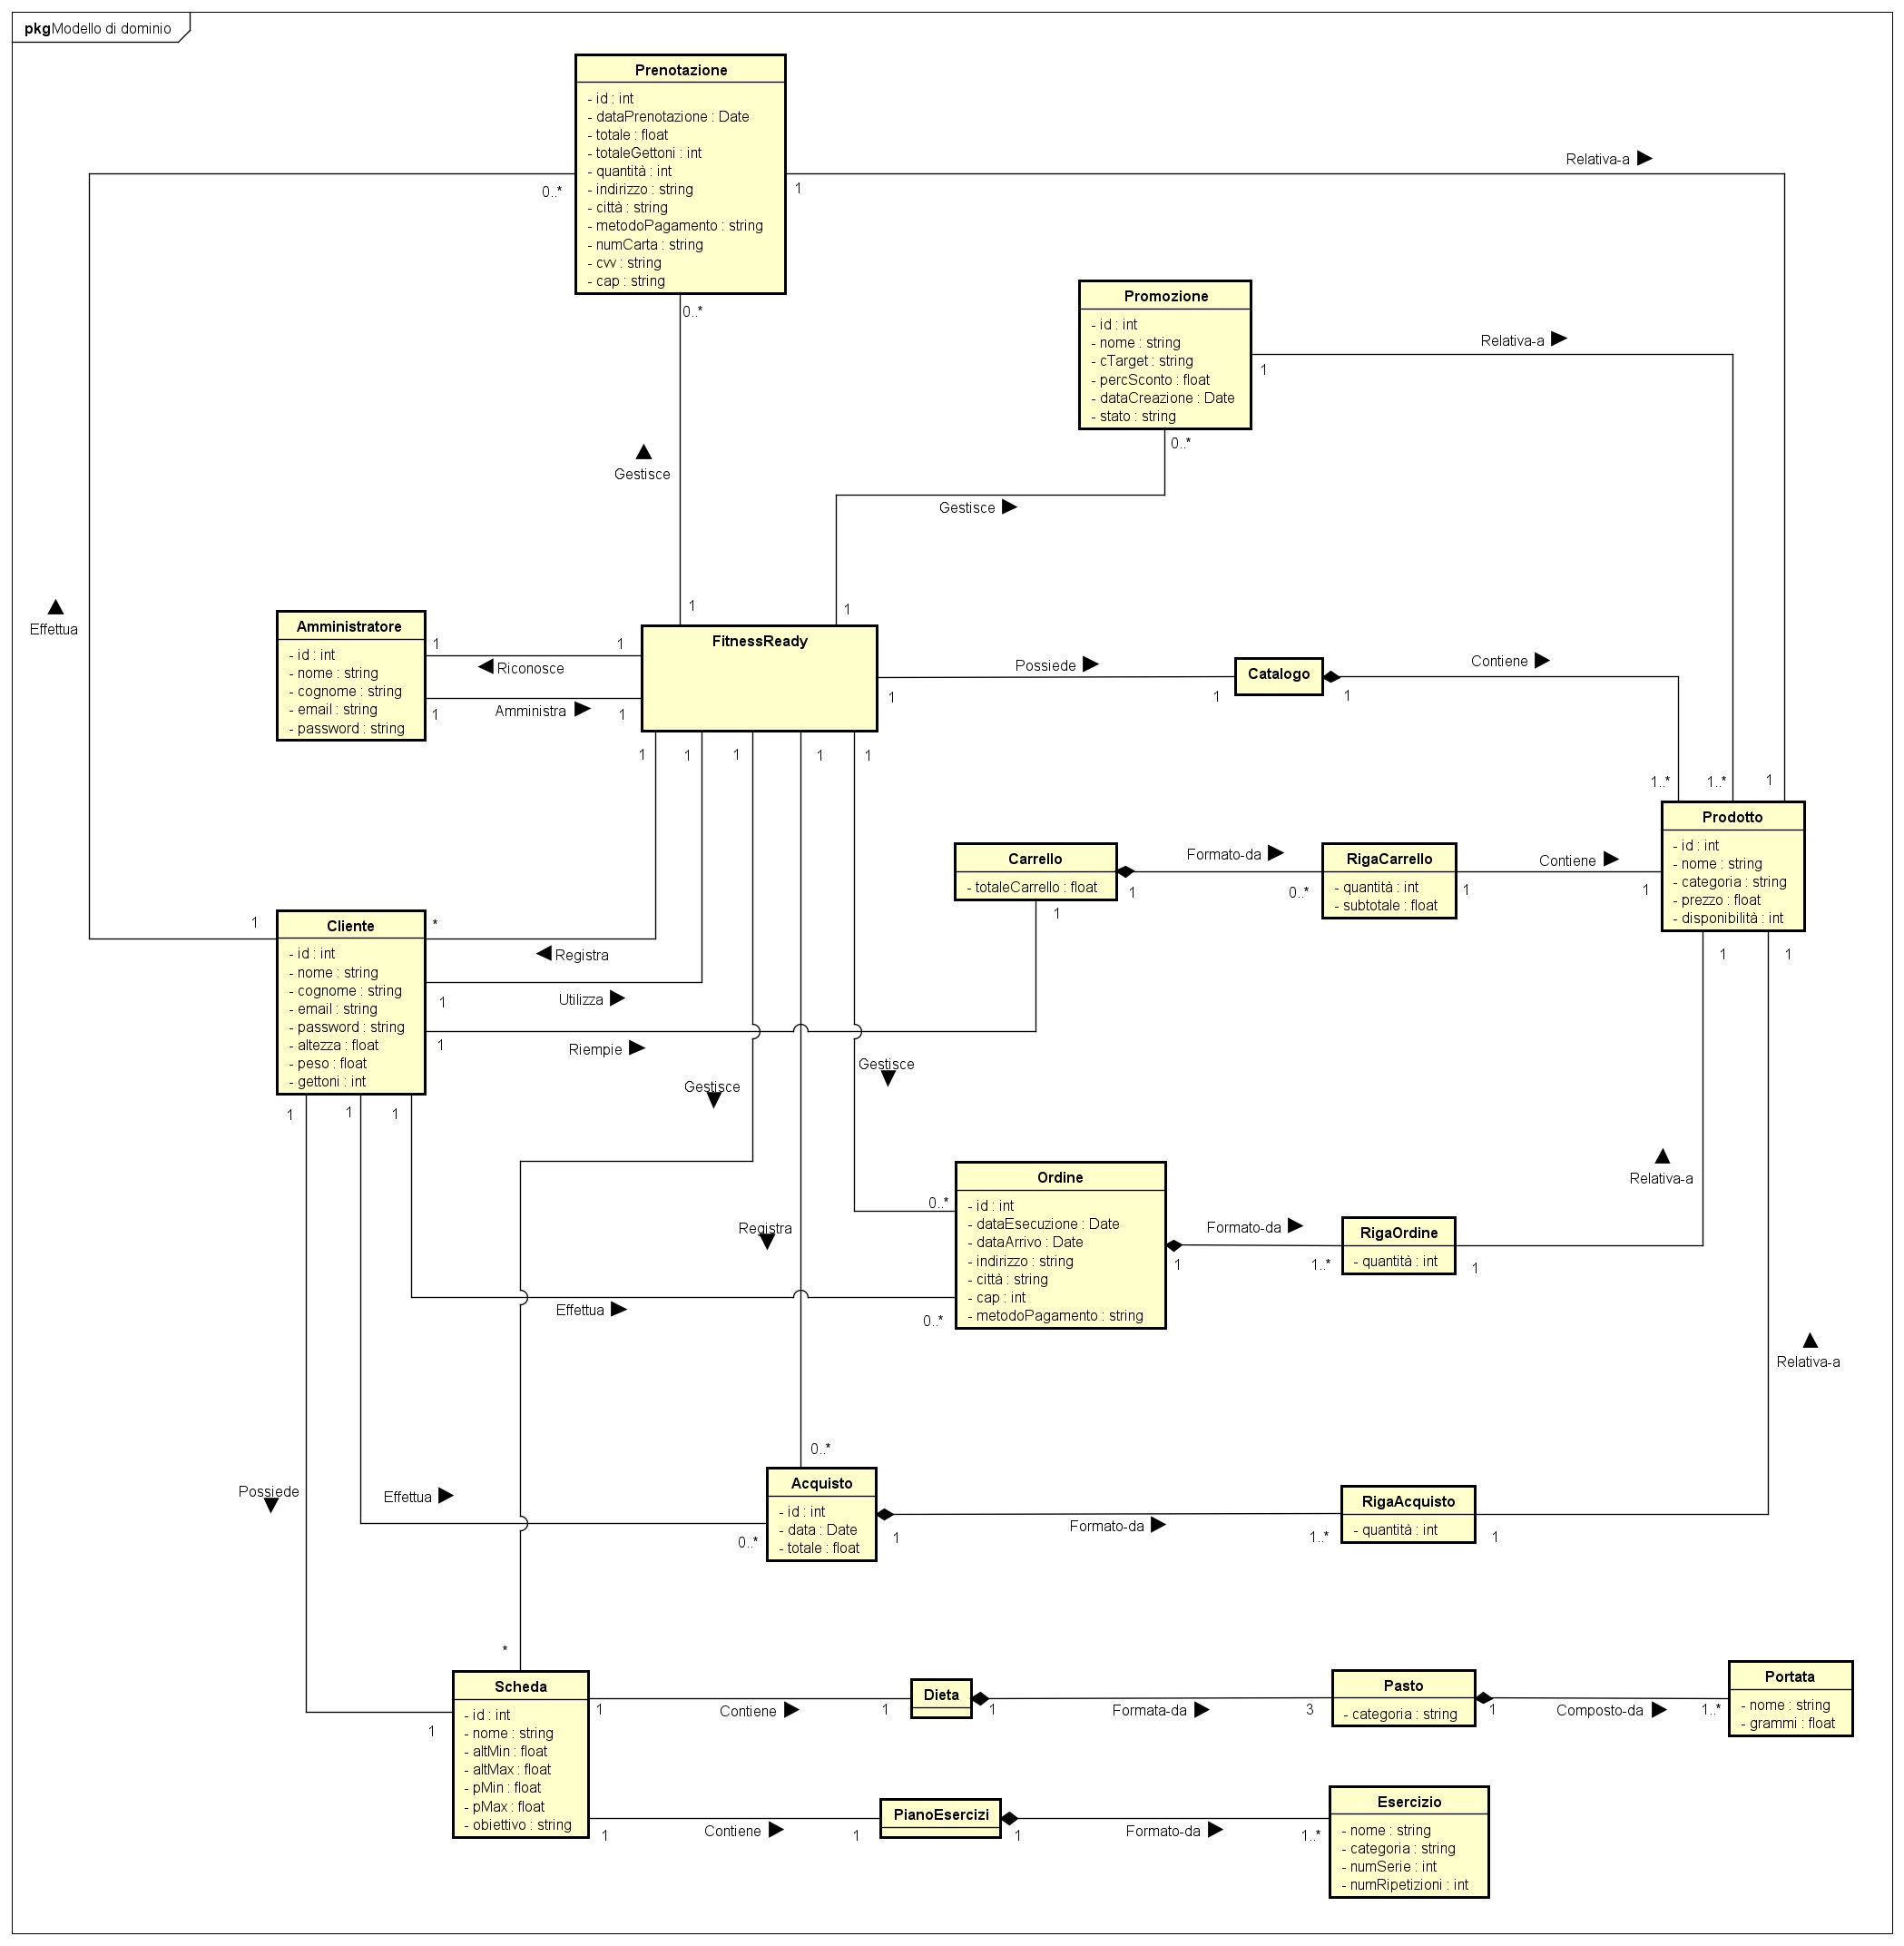 pkg Modello di dominio
Prenotazione
- id : int
- dataPrenotazione : Date
- totale : float
- totaleGettoni : int
- quantità : int
- indirizzo : string
- città : string
- metodoPagamento : string
- numCarta : string
- cvv : string
- cap : string
0..*
1
Relativa-a
0..*
Promozione
- id : int
- nome : string
- cTarget : string
- percSconto : float
- dataCreazione : Date
- stato : string
1
Relativa-a
0..*
Gestisce
Gestisce
Effettua
1
1
Amministratore
- id : int
- nome : string
- cognome : string
- email : string
- password : string
1
1
Riconosce
Amministra
1
1
FitnessReady
Possiede
1
1
Catalogo
1
Contiene
1
1
1
1
1
1..*
1..*
1
Prodotto
- id : int
- nome : string
- categoria : string
- prezzo : float
- disponibilità : int
Carrello
- totaleCarrello : float
1
1
Formato-da
0..*
RigaCarrello
- quantità : int
- subtotale : float
1
Contiene
1
1
1
1
Cliente
- id : int
- nome : string
- cognome : string
- email : string
- password : string
- altezza : float
- peso : float
- gettoni : int
*
Registra
1
Utilizza
1
Riempie
1
1
1
Gestisce
Gestisce
Registra
Ordine
- id : int
- dataEsecuzione : Date
- dataArrivo : Date
- indirizzo : string
- città : string
- cap : int
- metodoPagamento : string
0..*
0..*
Effettua
1
Formato-da
1..*
RigaOrdine
- quantità : int
1
Relativa-a
Relativa-a
0..*
Possiede
Effettua
0..*
Acquisto
- id : int
- data : Date
- totale : float
1
Formato-da
1..*
RigaAcquisto
- quantità : int
1
*
1
Scheda
- id : int
- nome : string
- altMin : float
- altMax : float
- pMin : float
- pMax : float
- obiettivo : string
1
Contiene
1
Dieta
1
Formata-da
3
Pasto
- categoria : string
1
Composto-da
1..*
Portata
- nome : string
- grammi : float
1
Contiene
1
PianoEsercizi
1
Formato-da
1..*
Esercizio
- nome : string
- categoria : string
- numSerie : int
- numRipetizioni : int